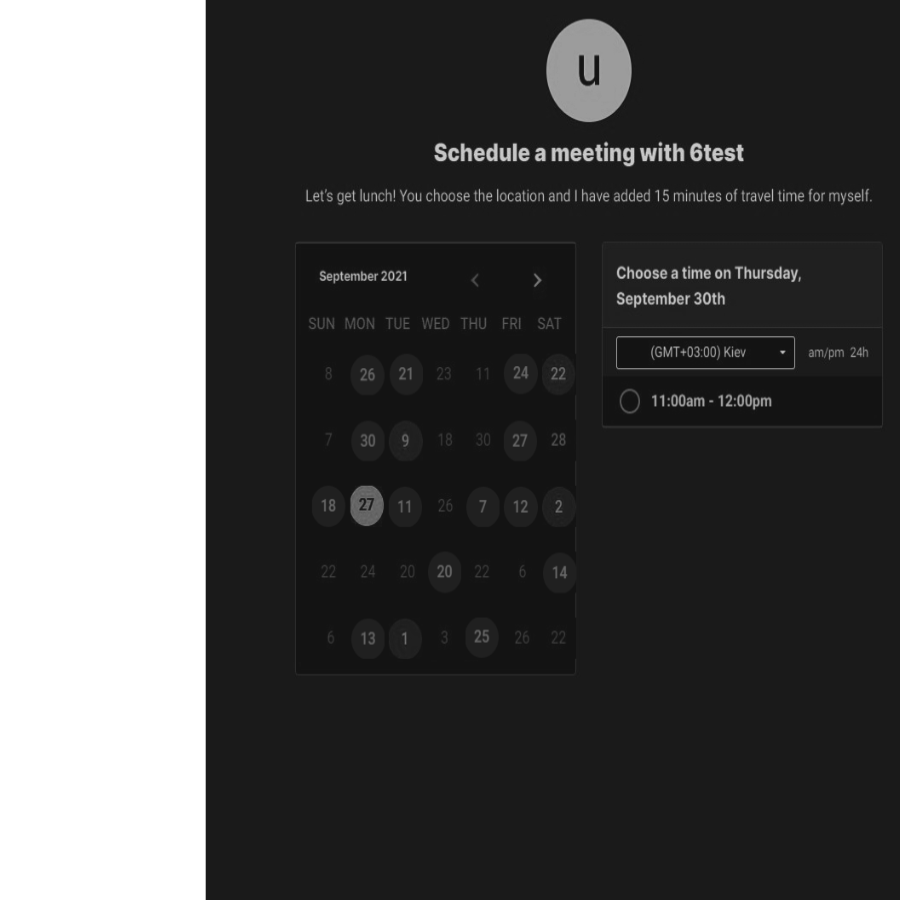 u
Schedule a meeting with 6test
Let's get lunch! You choose the location and I have added 15 minutes of travel time for myself.
September 2021
SUN MON TUE WED THU FRI SAT
8 26 21 23 11 24 22
7 30 9 18 30 27 28
18 27 11 26 7 12 2
22 24 20 20 22 6 14
6 13 1 3 25 26 22
Choose a time on Thursday,
September 30th
(GMT+03:00) Kiev am/pm 24h
11:00am - 12:00pm